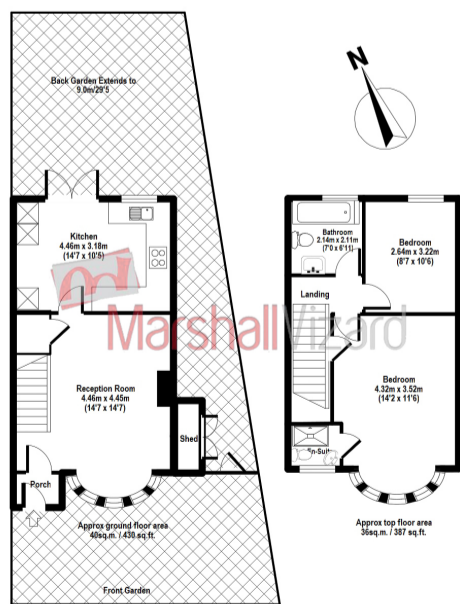 Back Garden Extends to
9.0m/29'5
N
Kitchen
4.46m x 3.18m
(14'7 x 10'5)
Bathroom
2.14m x 2.11m
(7'0 x 6'11)
Bedroom
2.64m x 3.22m
(8'7 x 10'6)
Landing
MarshallVizard
Reception Room
4.46m x 4.45m
(14'7 x 14'7)
Bedroom
4.32m x 3.52m
(14'2 x 11'6)
Shed
En-Suite
Porch
Approx ground floor area
40sq.m. / 430 sq.ft.
Approx top floor area
36sq.m. / 387 sq.ft.
Front Garden